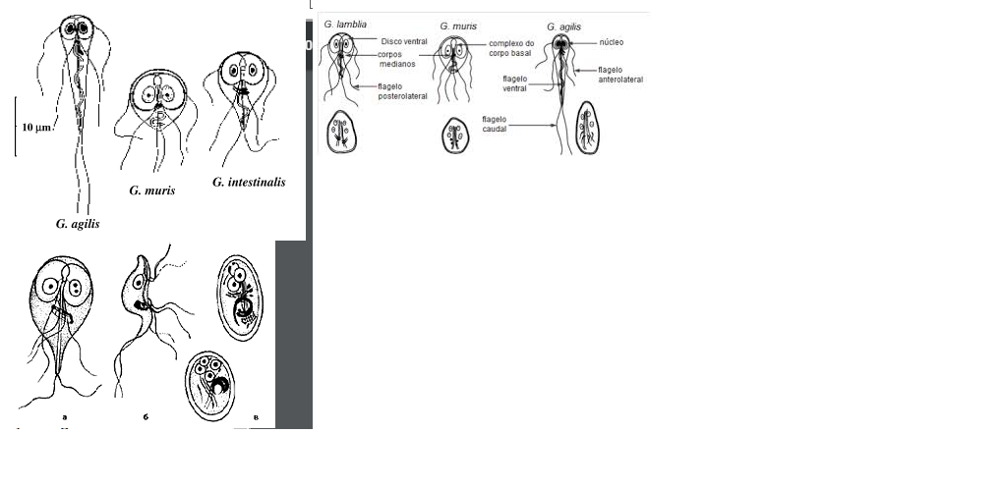 10 μm
G. muris
G. intestinalis
G. agilis
а
б
в
G. lamblia
G. muris
G. agilis
Disco ventral
corpos
medianos
flagelo
posterolateral
complexo do
corpo basal
núcleo
flagelo
anterolateral
flagelo
ventral
flagelo
caudal